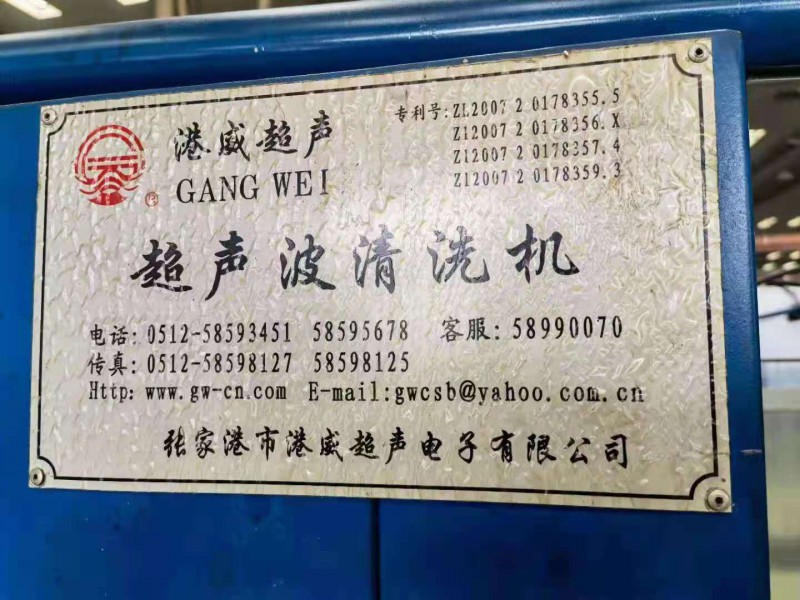 港威超声
GANG WEI
专利号:ZL2007 2 0178355.5
Zl2007 2 0178356.X
Zl2007 2 0178357.4
Zl2007 2 0178359.3
超声波清洗机
电话: 0512-58593451 58595678 客服: 58990070
传真: 0512-58598127 58598125
Http: www.gw-cn.com E-mail:gwcsb@yahoo.com.cn
张家港市港威超声电子有限公司